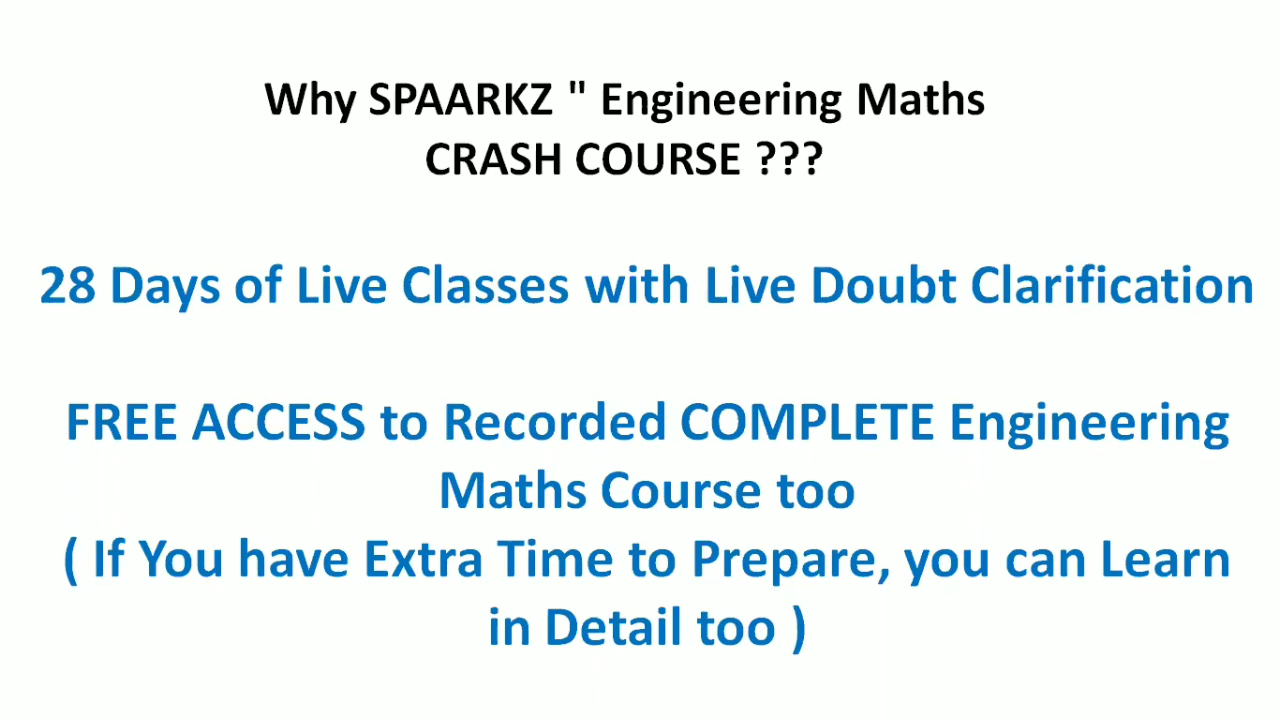 Why SPAARKZ " Engineering Maths
CRASH COURSE ???
28 Days of Live Classes with Live Doubt Clarification
FREE ACCESS to Recorded COMPLETE Engineering
Maths Course too
( If You have Extra Time to Prepare, you can Learn
in Detail too )